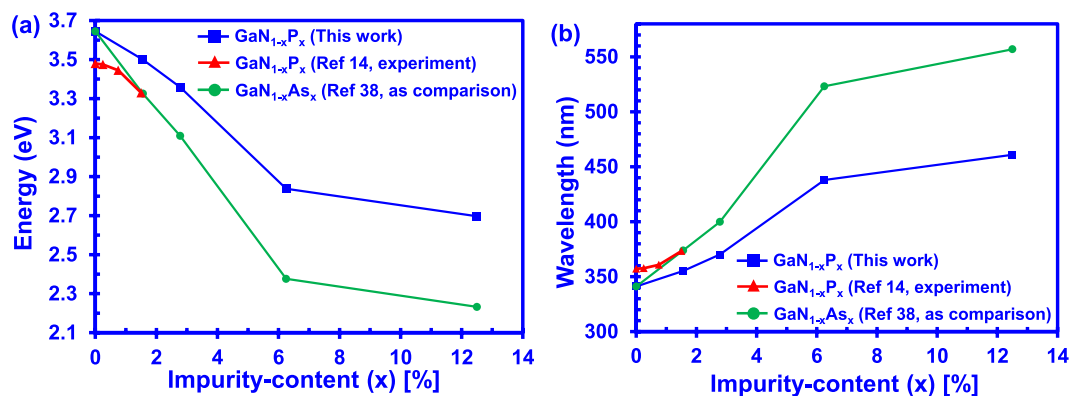 (a)
GaN1-xPx (This work)
GaN1-xPx (Ref 14, experiment)
GaN1-xAsx (Ref 38, as comparison)
Energy (eV)
3.7
3.5
3.3
3.1
2.9
2.7
2.5
2.3
2.1
0 2 4 6 8 10 12 14
Impurity-content (x) [%]
(b)
Wavelength (nm)
550
500
450
400
350
300
GaN1-xPx (This work)
GaN1-xPx (Ref 14, experiment)
GaN1-xAsx (Ref 38, as comparison)
0 2 4 6 8 10 12 14
Impurity-content (x) [%]